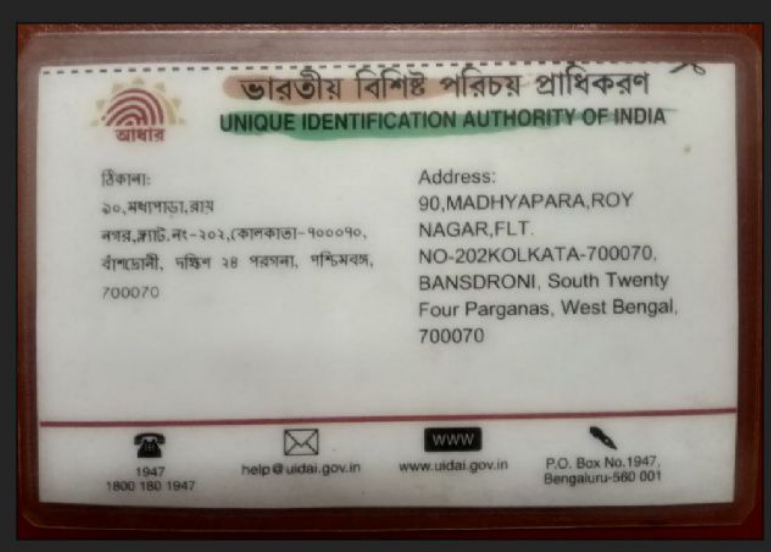 ভারতীয় বিশিষ্ট পরিচয় প্রাধিকরণ
UNIQUE IDENTIFICATION AUTHORITY OF INDIA
আধার
ঠিকানা:
৯০,মধ্যপাড়া,রায়
নগর,ফ্ল্যাট.নং-২০২,কোলকাতা-৭০০০৭০,
বাঁশদ্রোনী, দক্ষিণ ২৪ পরগনা, পশ্চিমবঙ্গ,
700070
Address:
90,MADHYAPARA,ROY
NAGAR,FLT.
NO-202KOLKATA-700070,
BANSDRONI, South Twenty
Four Parganas, West Bengal,
700070
1947
1800 180 1947
help@uidai.gov.in
WWW
www.uidai.gov.in
P.O. Box No.1947,
Bengaluru-560 001